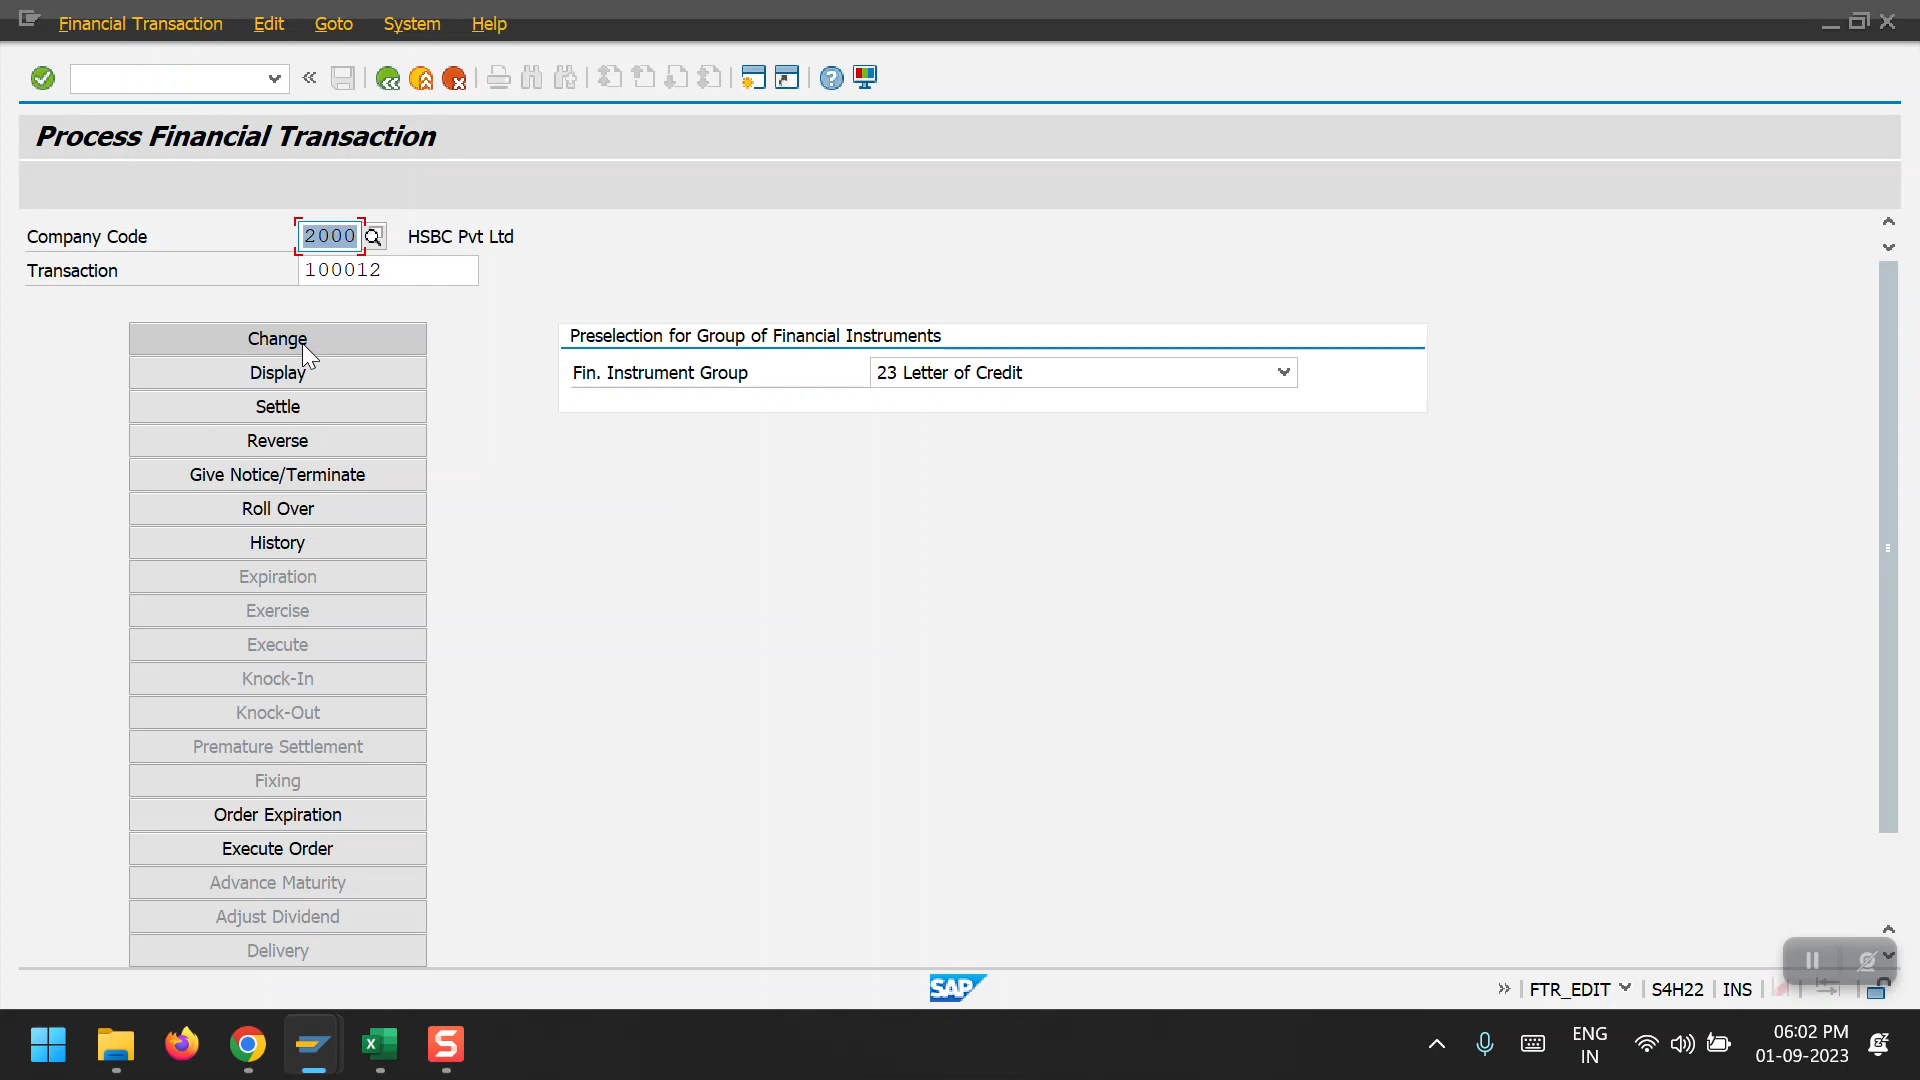 Financial Transaction Edit Goto System Help
Process Financial Transaction
Company Code 2000 HSBC Pvt Ltd
Transaction 100012
Change
Display
Settle
Reverse
Give Notice/Terminate
Roll Over
History
Expiration
Exercise
Execute
Knock-In
Knock-Out
Premature Settlement
Fixing
Order Expiration
Execute Order
Advance Maturity
Adjust Dividend
Delivery
Preselection for Group of Financial Instruments
Fin. Instrument Group 23 Letter of Credit
SAP
FTR_EDIT S4H22 INS
ENG
IN
06:02 PM
01-09-2023